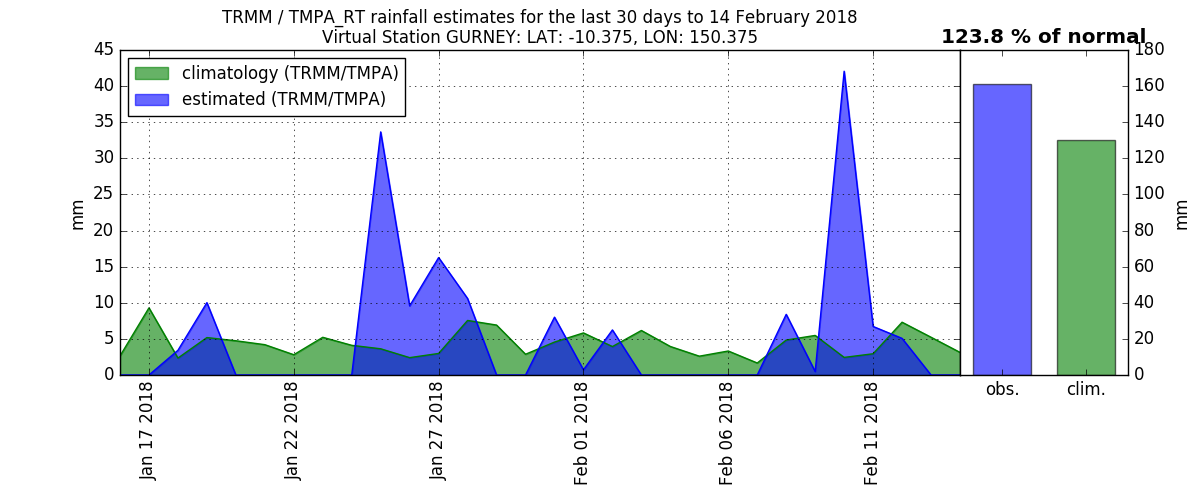 TRMM / TMPA_RT rainfall estimates for the last 30 days to 14 February 2018
Virtual Station GURNEY: LAT: -10.375, LON: 150.375
123.8 % of normal
climatology (TRMM/TMPA)
estimated (TRMM/TMPA)
mm
45
40
35
30
25
20
15
10
5
0
Jan 17 2018
Jan 22 2018
Jan 27 2018
Feb 01 2018
Feb 06 2018
Feb 11 2018
obs.
clim.
180
160
140
120
100
80
60
40
20
0
mm